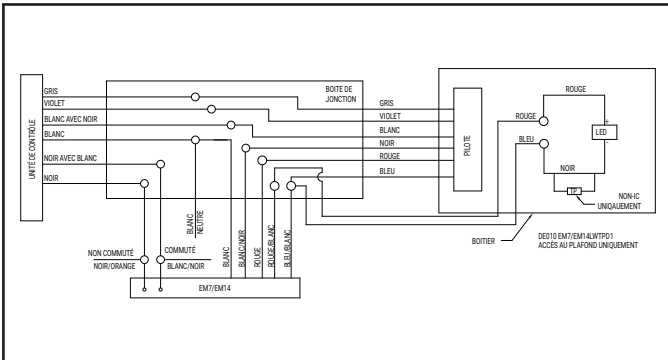 UNITÉ DE CONTRÔLE
GRIS
VIOLET
BLANC AVEC NOIR
BLANC
NOIR AVEC BLANC
NOIR
BOITE DE
JONCTION
BLANC
NEUTRE
NON COMMUTÉ
NOIR/ORANGE
COMMUTÉ
BLANC/NOIR
BLANC
BLANC/NOIR
ROUGE
ROUGE/BLANC
BLEU/BLANC
EM7/EM14
GRIS
VIOLET
BLANC
NOIR
ROUGE
BLEU
PILOTE
ROUGE
BLEU
ROUGE
+
LED
-
NOIR
TP
NON-IC
UNIQAUEMENT
BOITIER
DE010 EM7/EM14LWTPD1
ACCÈS AU PLAFOND UNIQUEMENT